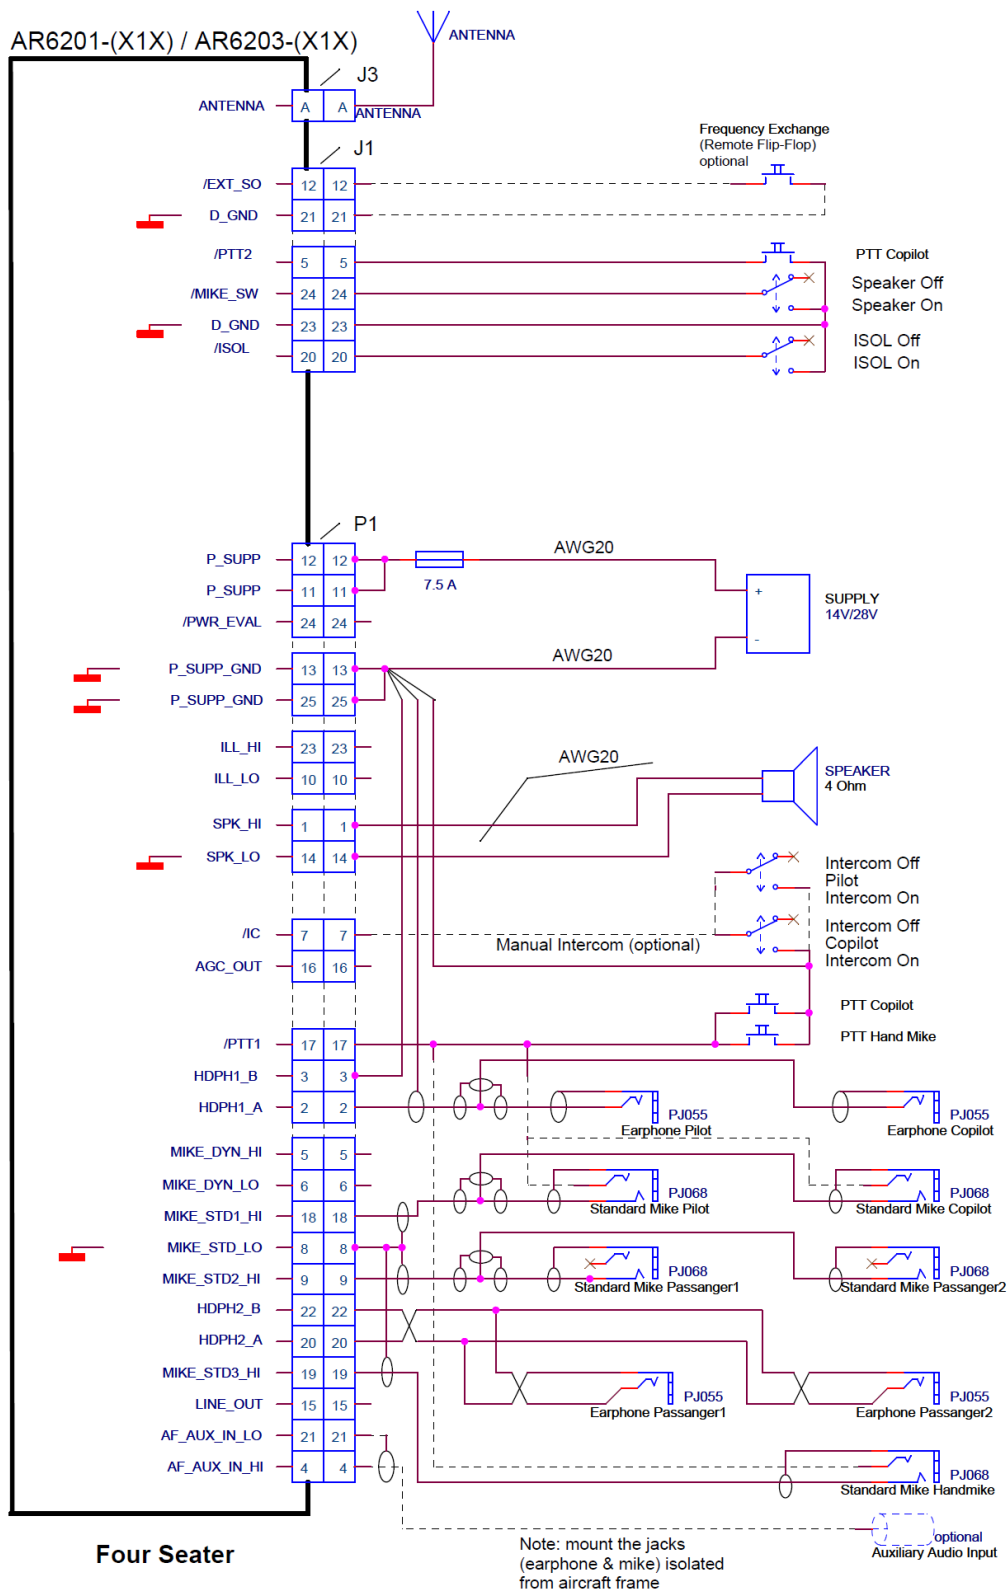 AR6201-(X1X) / AR6203-(X1X)
ANTENNA
J3
ANTENNA A A ANTENNA
J1
Frequency Exchange
(Remote Flip-Flop)
optional
/EXT_SO 12 12
D_GND 21 21
/PTT2 5 5 PTT Copilot
/MIKE_SW 24 24 Speaker Off
Speaker On
D_GND 23 23
/ISOL 20 20 ISOL Off
ISOL On
P1
P_SUPP 12 12 AWG20
7.5 A
P_SUPP 11 11 + SUPPLY
14V/28V
/PWR_EVAL 24 24
-
P_SUPP_GND 13 13 AWG20
P_SUPP_GND 25 25
ILL_HI 23 23
AWG20
ILL_LO 10 10 SPEAKER
4 Ohm
SPK_HI 1 1
SPK_LO 14 14 Intercom Off
Pilot
Intercom On
/IC 7 7 Manual Intercom (optional) Intercom Off
Copilot
Intercom On
AGC_OUT 16 16
PTT Copilot
/PTT1 17 17 PTT Hand Mike
HDPH1_B 3 3
HDPH1_A 2 2 PJ055 PJ055
Earphone Pilot Earphone Copilot
MIKE_DYN_HI 5 5
MIKE_DYN_LO 6 6 PJ068 PJ068
Standard Mike Pilot Standard Mike Copilot
MIKE_STD1_HI 18 18
MIKE_STD_LO 8 8
PJ068 PJ068
MIKE_STD2_HI 9 9 Standard Mike Passanger1 Standard Mike Passanger2
HDPH2_B 22 22
HDPH2_A 20 20
MIKE_STD3_HI 19 19
LINE_OUT 15 15 PJ055 PJ055
Earphone Passanger1 Earphone Passanger2
AF_AUX_IN_LO 21 21
AF_AUX_IN_HI 4 4 PJ068
Standard Mike Handmike
optional
Auxiliary Audio Input
Four Seater
Note: mount the jacks
(earphone & mike) isolated
from aircraft frame